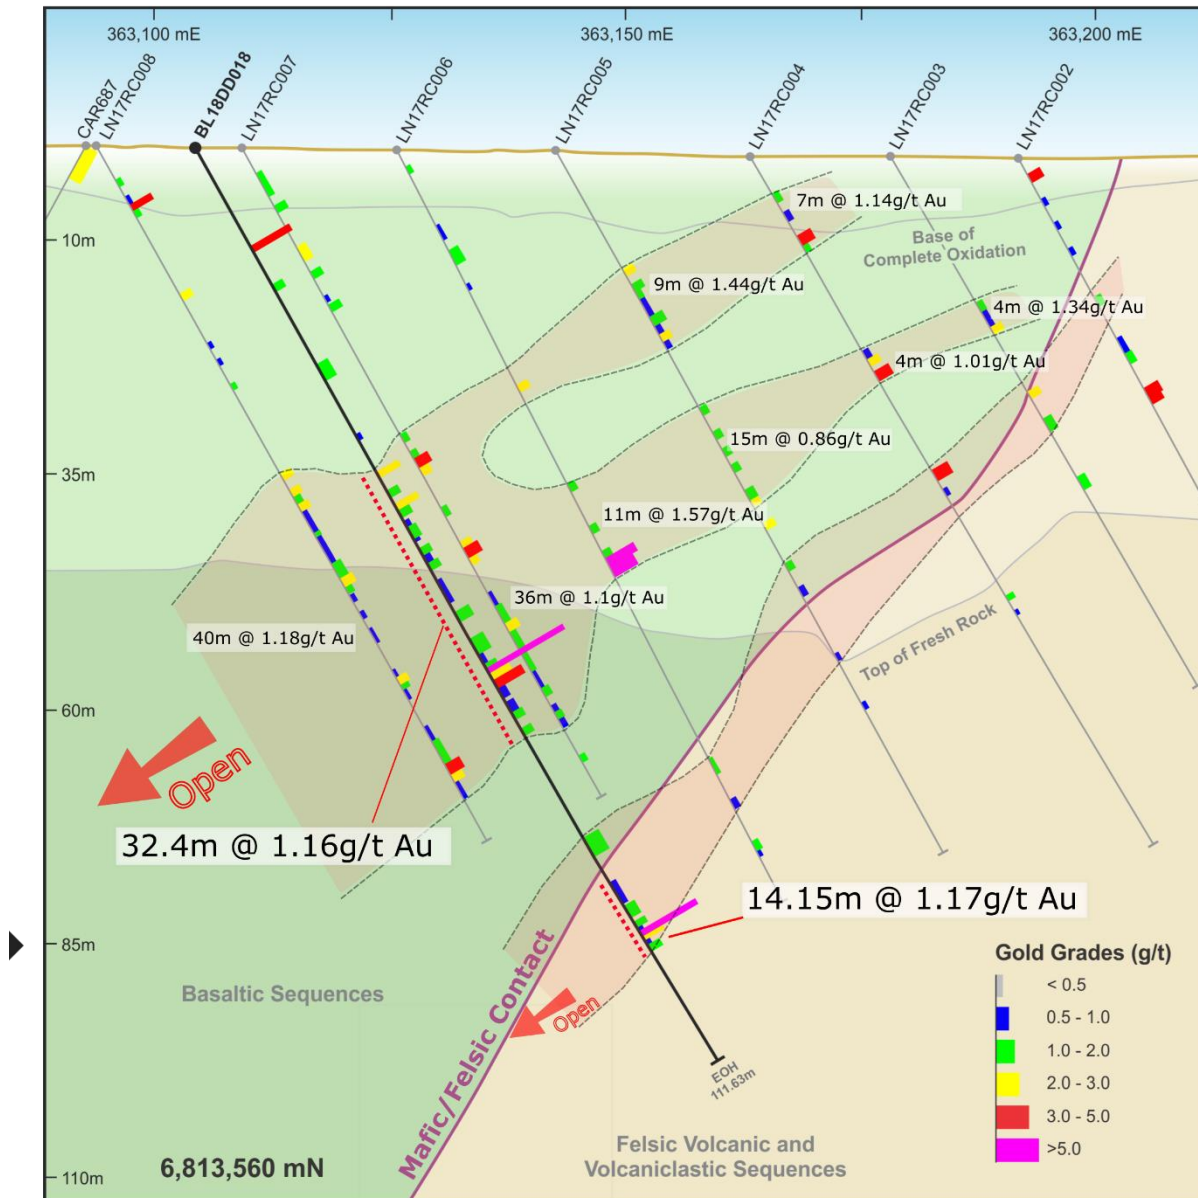 363,100 mE
363,150 mE
363,200 mE
CAR687
LN17RC008
BL18DD018
LN17RC007
LN17RC006
LN17RC005
LN17RC004
LN17RC003
LN17RC002
10m
35m
60m
85m
110m
7m @ 1.14g/t Au
Base of
Complete Oxidation
9m @ 1.44g/t Au
4m @ 1.34g/t Au
4m @ 1.01g/t Au
15m @ 0.86g/t Au
11m @ 1.57g/t Au
36m @ 1.1g/t Au
40m @ 1.18g/t Au
Top of Fresh Rock
Open
32.4m @ 1.16g/t Au
14.15m @ 1.17g/t Au
Open
Basaltic Sequences
Mafic/Felsic Contact
EOH
111.63m
Felsic Volcanic and
Volcaniclastic Sequences
6,813,560 mN
Gold Grades (g/t)
< 0.5
0.5 - 1.0
1.0 - 2.0
2.0 - 3.0
3.0 - 5.0
>5.0